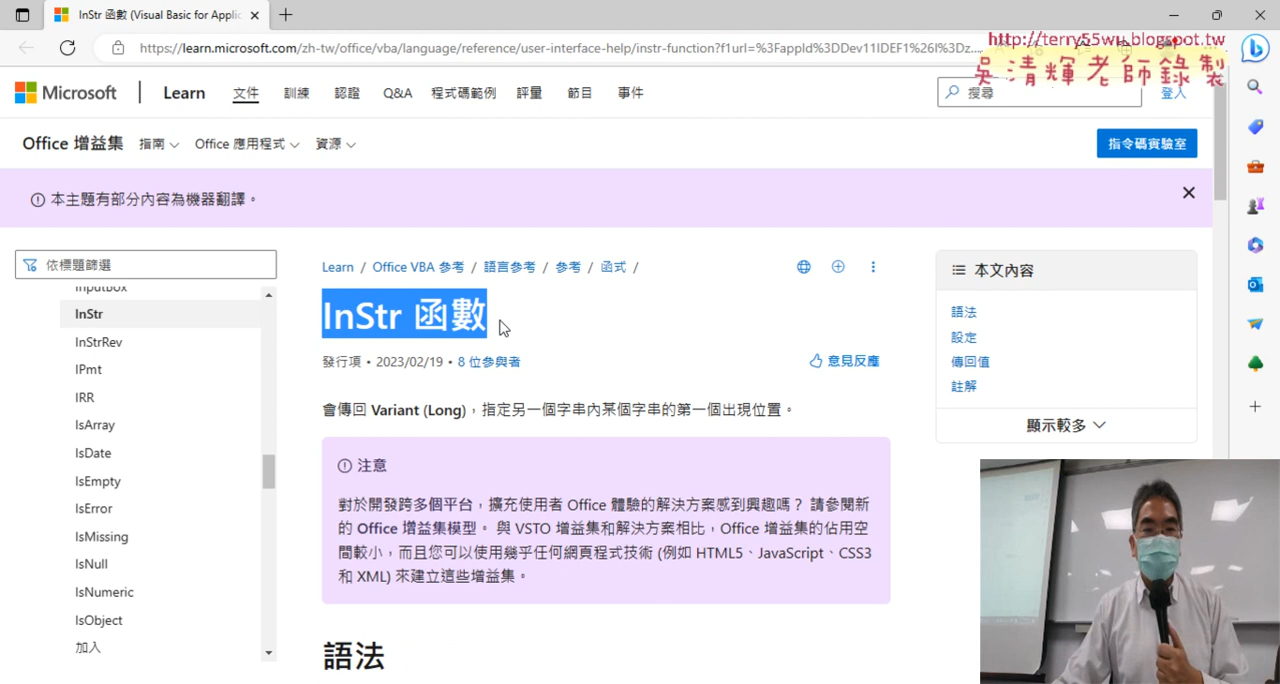 InStr 函數 (Visual Basic for Applic
https://learn.microsoft.com/zh-tw/office/vba/language/reference/user-interface-help/instr-function?f1url=%3FappId%3DDev11IDEF1%26l%3Dz...
http://terry55wu.blogspot.tw
吳清輝老師錄製
Microsoft
Learn
文件
訓練
認證
Q&A
程式碼範例
評量
節目
事件
搜尋
登入
Office 增益集
指南
Office 應用程式
資源
指令碼實驗室
本主題有部分內容為機器翻譯。
依標題篩選
InputBox
InStr
InStrRev
IPmt
IRR
IsArray
IsDate
IsEmpty
IsError
IsMissing
IsNull
IsNumeric
IsObject
加入
Learn / Office VBA 參考 / 語言參考 / 參考 / 函式 /
InStr 函數
發行項 • 2023/02/19 • 8 位參與者
意見反應
會傳回 Variant (Long)，指定另一個字串內某個字串的第一個出現位置。
注意
對於開發跨多個平台，擴充使用者 Office 體驗的解決方案感到興趣嗎？ 請參閱新
的 Office 增益集模型。 與 VSTO 增益集和解決方案相比，Office 增益集的佔用空
間較小，而且您可以使用幾乎任何網頁程式技術 (例如 HTML5、JavaScript、CSS3
和 XML) 來建立這些增益集。
語法
本文內容
語法
設定
傳回值
註解
顯示較多